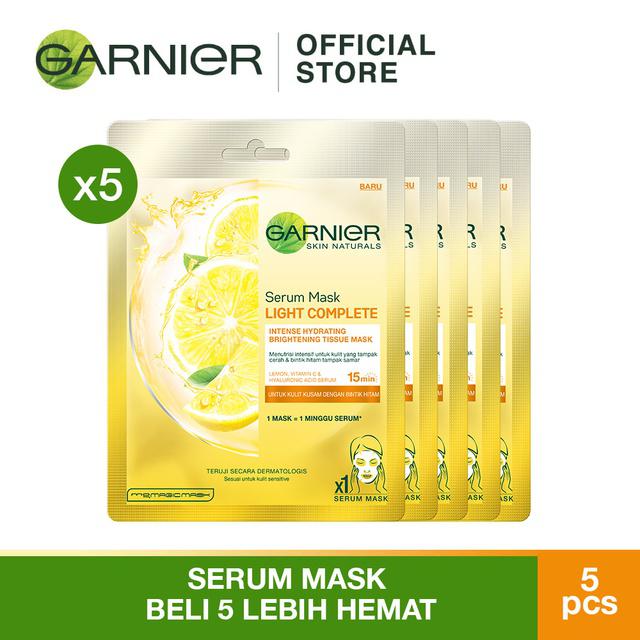 GARNIER
OFFICIAL
STORE
x5
BARU
GARNIER
SKIN NATURALS
Serum Mask
LIGHT COMPLETE
INTENSE HYDRATING
BRIGHTENING TISSUE MASK
Menutrisi intensif untuk kulit yang tampak
cerah & bintik hitam tampak samar
LEMON, VITAMIN C &
HYALURONIC ACID SERUM
15min
UNTUK KULIT KUSAM DENGAN BINTIK HITAM
1 MASK = 1 MINGGU SERUM*
TERUJI SECARA DERMATOLOGIS
Sesuai untuk kulit sensitive
x1
SERUM MASK
SERUM MASK
BELI 5 LEBIH HEMAT
5
pcs